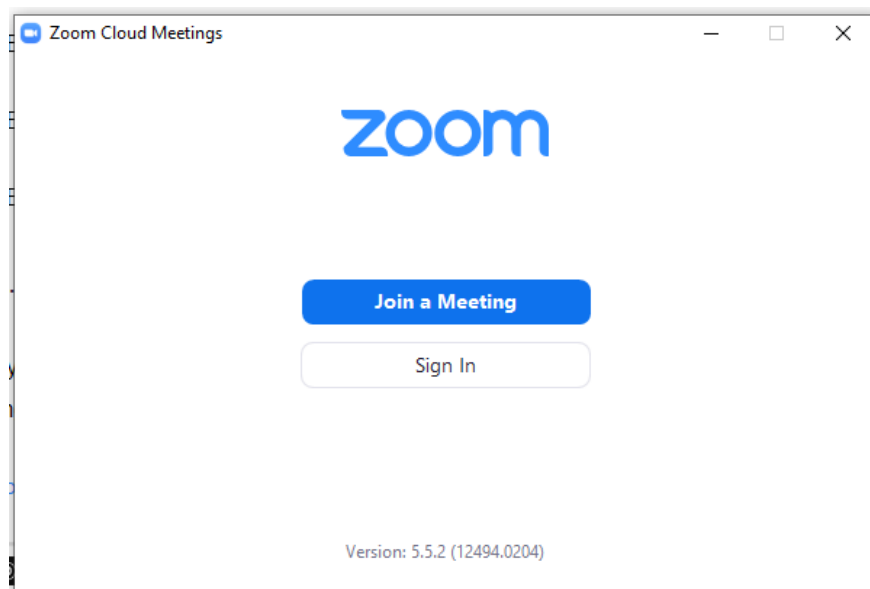 Zoom Cloud Meetings
zoom
Join a Meeting
Sign In
Version: 5.5.2 (12494.0204)